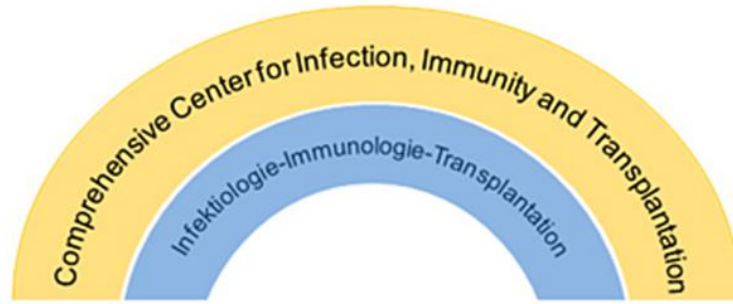 Comprehensive Center for Infection, Immunity and Transplantation
Infektiologie-Immunologie-Transplantation